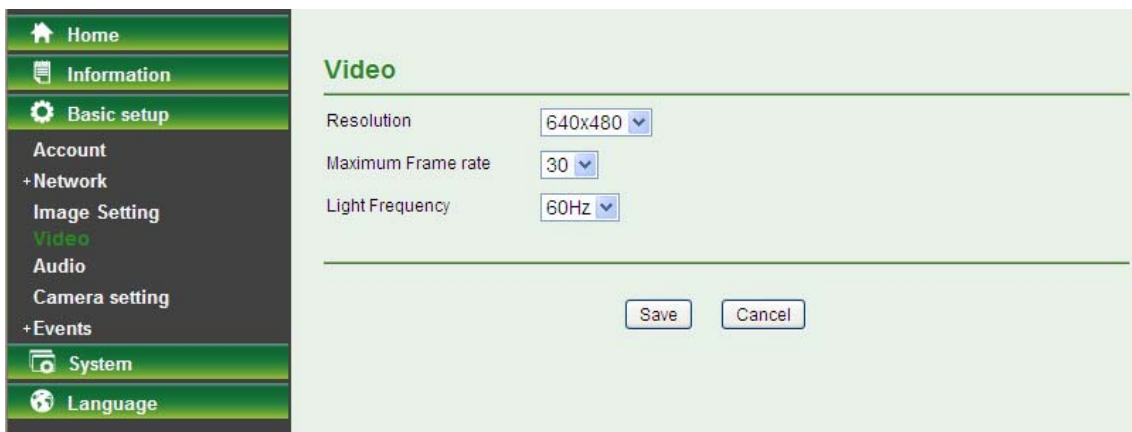 Home
Information
Basic setup
Account
+Network
Image Setting
Video
Audio
Camera setting
+Events
System
Language
Video
Resolution 640x480
Maximum Frame rate 30
Light Frequency 60Hz
Save Cancel